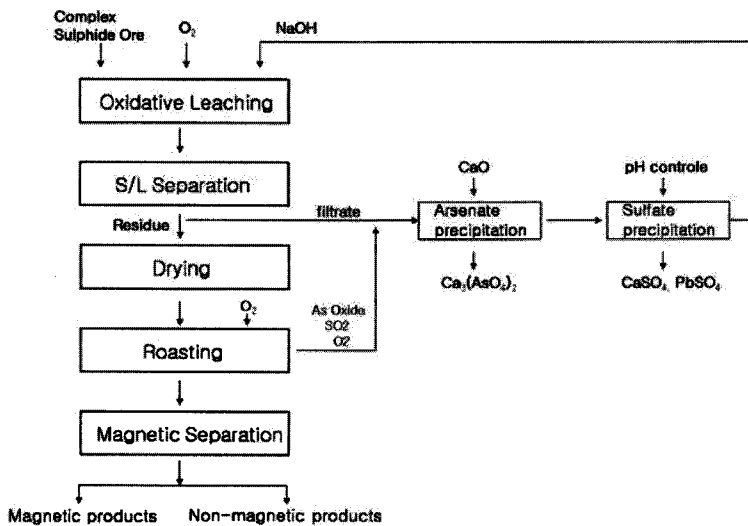 Complex
Sulphide Ore
O₂
NaOH
Oxidative Leaching
S/L Separation
CaO
pH controle
Residue
filtrate
Arsenate
precipitation
Sulfate
precipitation
Drying
Ca₃(AsO₄)₂
CaSO₄, PbSO₄
O₂
As Oxide
SO2
O2
Roasting
Magnetic Separation
Magnetic products
Non-magnetic products